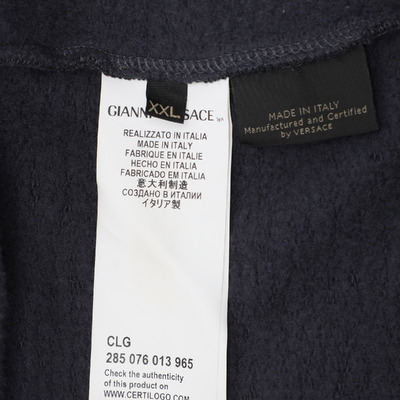 XXL
GIANNI VERSACE
REALIZZATO IN ITALIA
MADE IN ITALY
FABRIQUE EN ITALIE
HECHO EN ITALIA
FABRICADO EM ITALIA
意大利制造
СОЗДАНО В ИТАЛИИ
イタリア製
CLG
285 076 013 965
Check the authenticity
of this product on
WWW.CERTILOGO.COM
MADE IN ITALY
Manufactured and Certified
by VERSACE